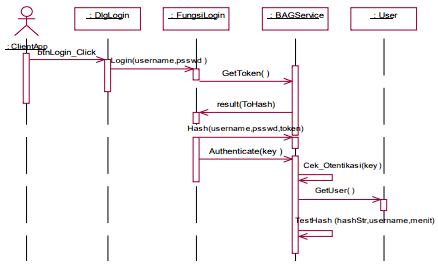 : DlgLogin
: FungsiLogin
: BAGService
: User
: ClientApp
btnLogin_Click
Login(username,psswd )
GetToken( )
result(ToHash)
Hash(username,psswd,token)
Authenticate(key )
Cek_Otentikasi(key )
GetUser( )
TestHash (hashStr,username,menit)